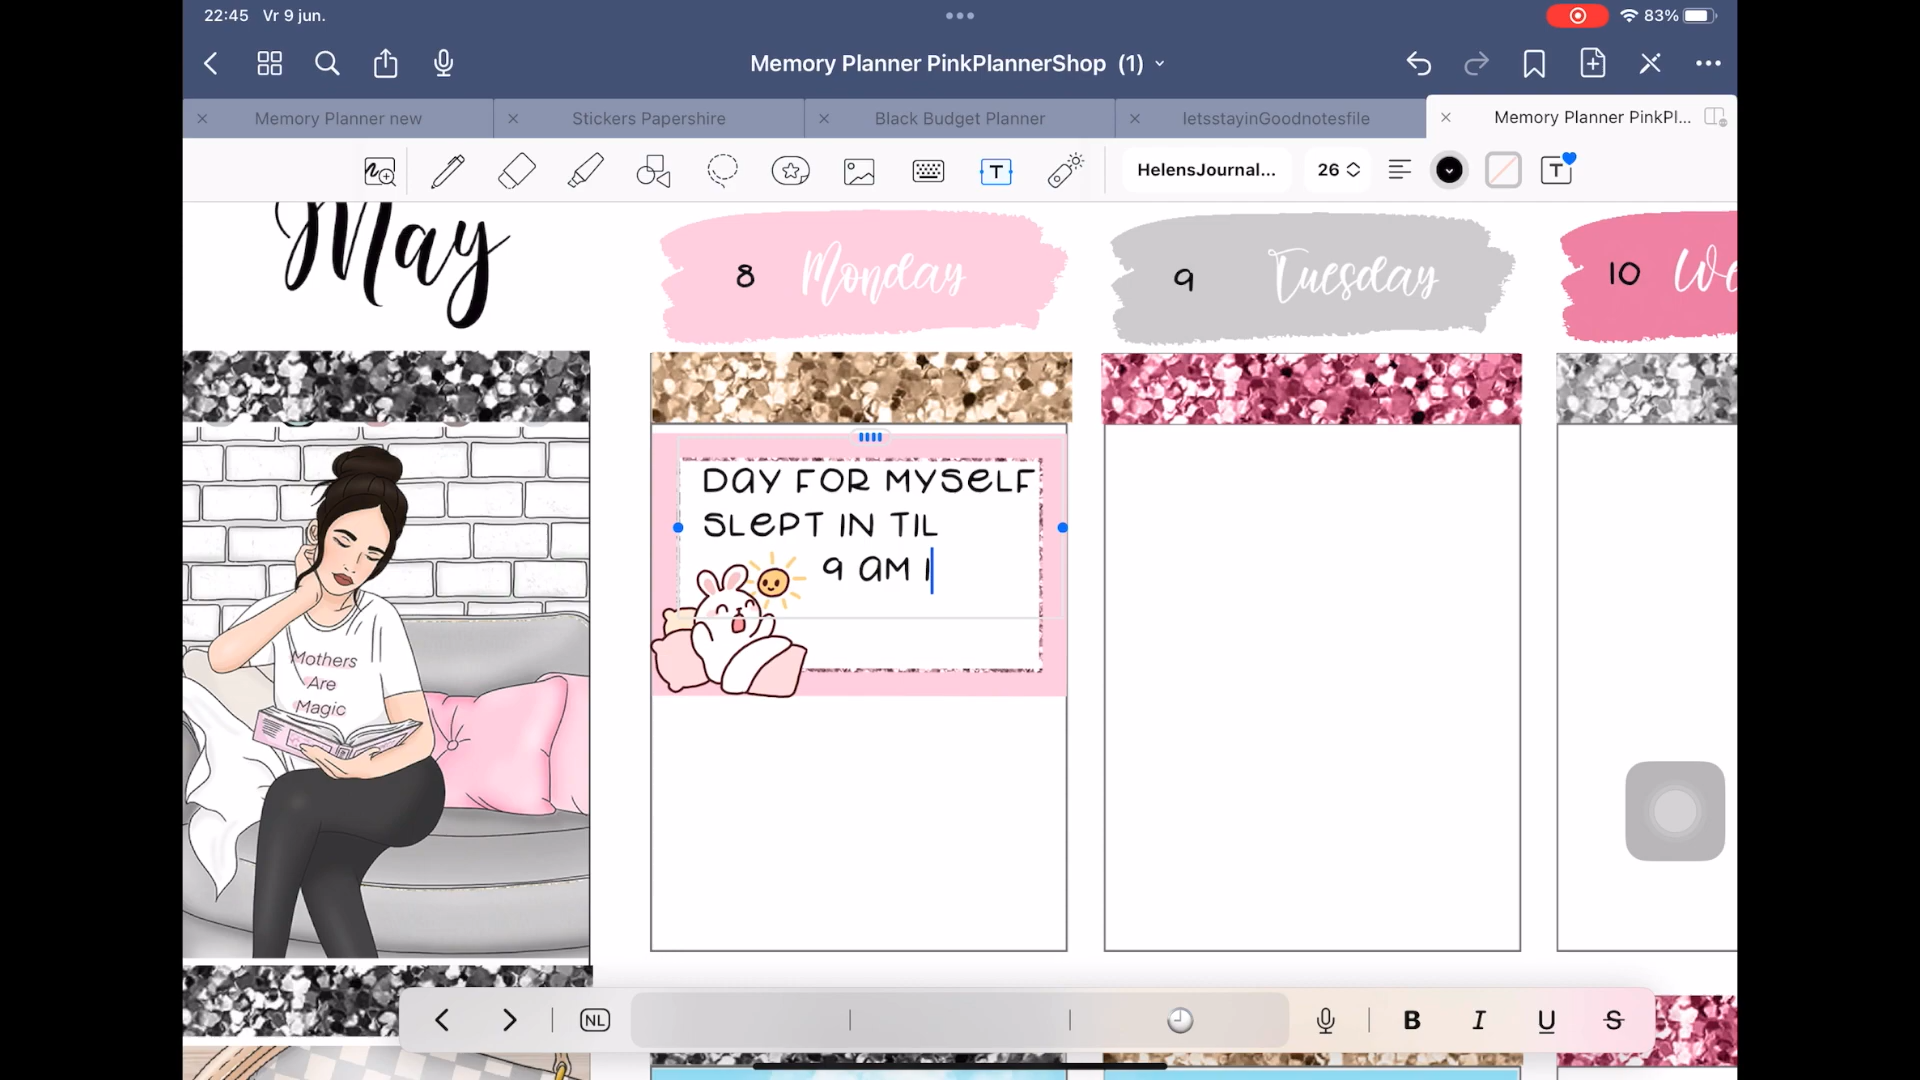 22:45 Vr 9 jun.
83%
Memory Planner PinkPlannerShop (1)
Memory Planner new
Stickers Papershire
Black Budget Planner
letsstayinGoodnotesfile
Memory Planner PinkPl...
HelensJournal...
26
T
May
8 Monday
9 Tuesday
10 We
DAY FOR MYSELF
SLEPT IN TIL
9 AM I
Mothers
Are
Magic
NL
B I U S